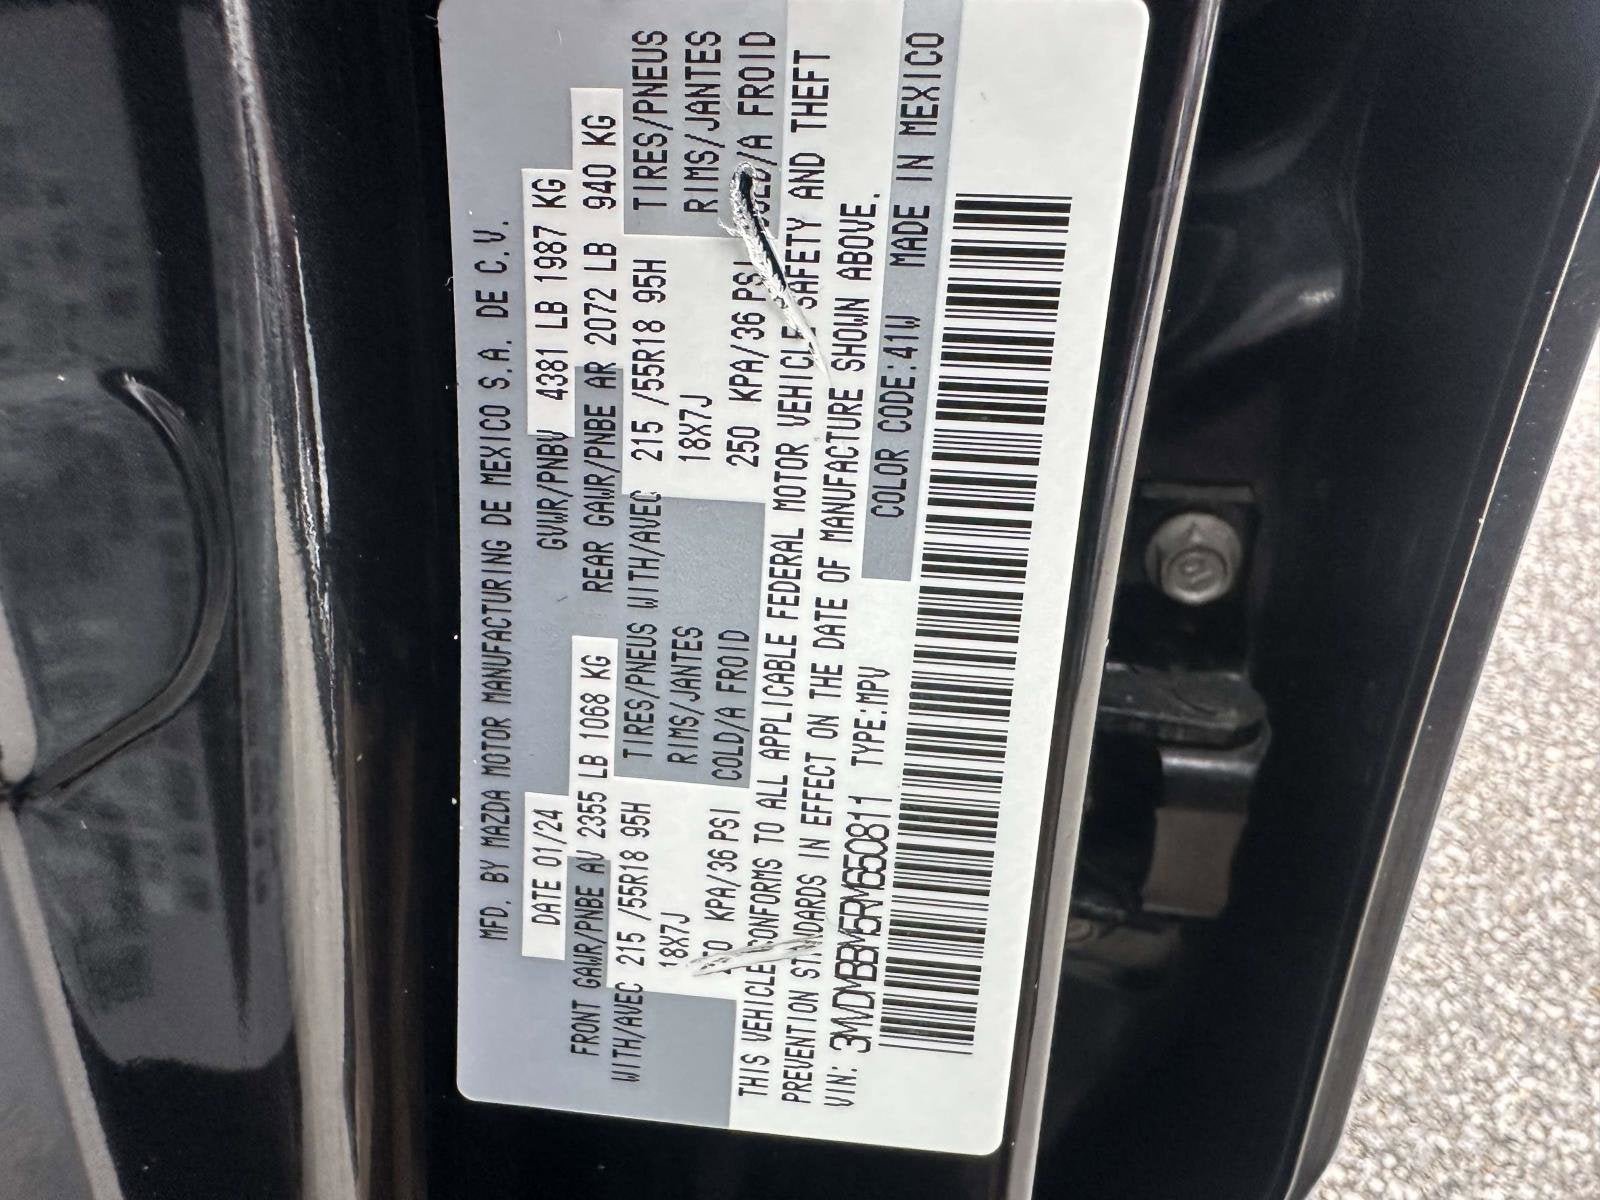 MFD. BY MAZDA MOTOR MANUFACTURING DE MEXICO S.A. DE C.V.
DATE 01/24 GVWR/PNBV 4381 LB 1987 KG
FRONT GAWR/PNBE AV 2355 LB 1068 KG REAR GAWR/PNBE AR 2072 LB 940 KG
WITH/AVEC 215 /55R18 95H TIRES/PNEUS WITH/AVEC 215 /55R18 95H TIRES/PNEUS
18X7J RIMS/JANTES 18X7J RIMS/JANTES
250 KPA/36 PSI COLD/A FROID 250 KPA/36 PSI COLD/A FROID
THIS VEHICLE CONFORMS TO ALL APPLICABLE FEDERAL MOTOR VEHICLE SAFETY AND THEFT
PREVENTION STANDARDS IN EFFECT ON THE DATE OF MANUFACTURE SHOWN ABOVE.
VIN: 3MVDMBBM5RM650811 TYPE:MPV COLOR CODE:41W MADE IN MEXICO